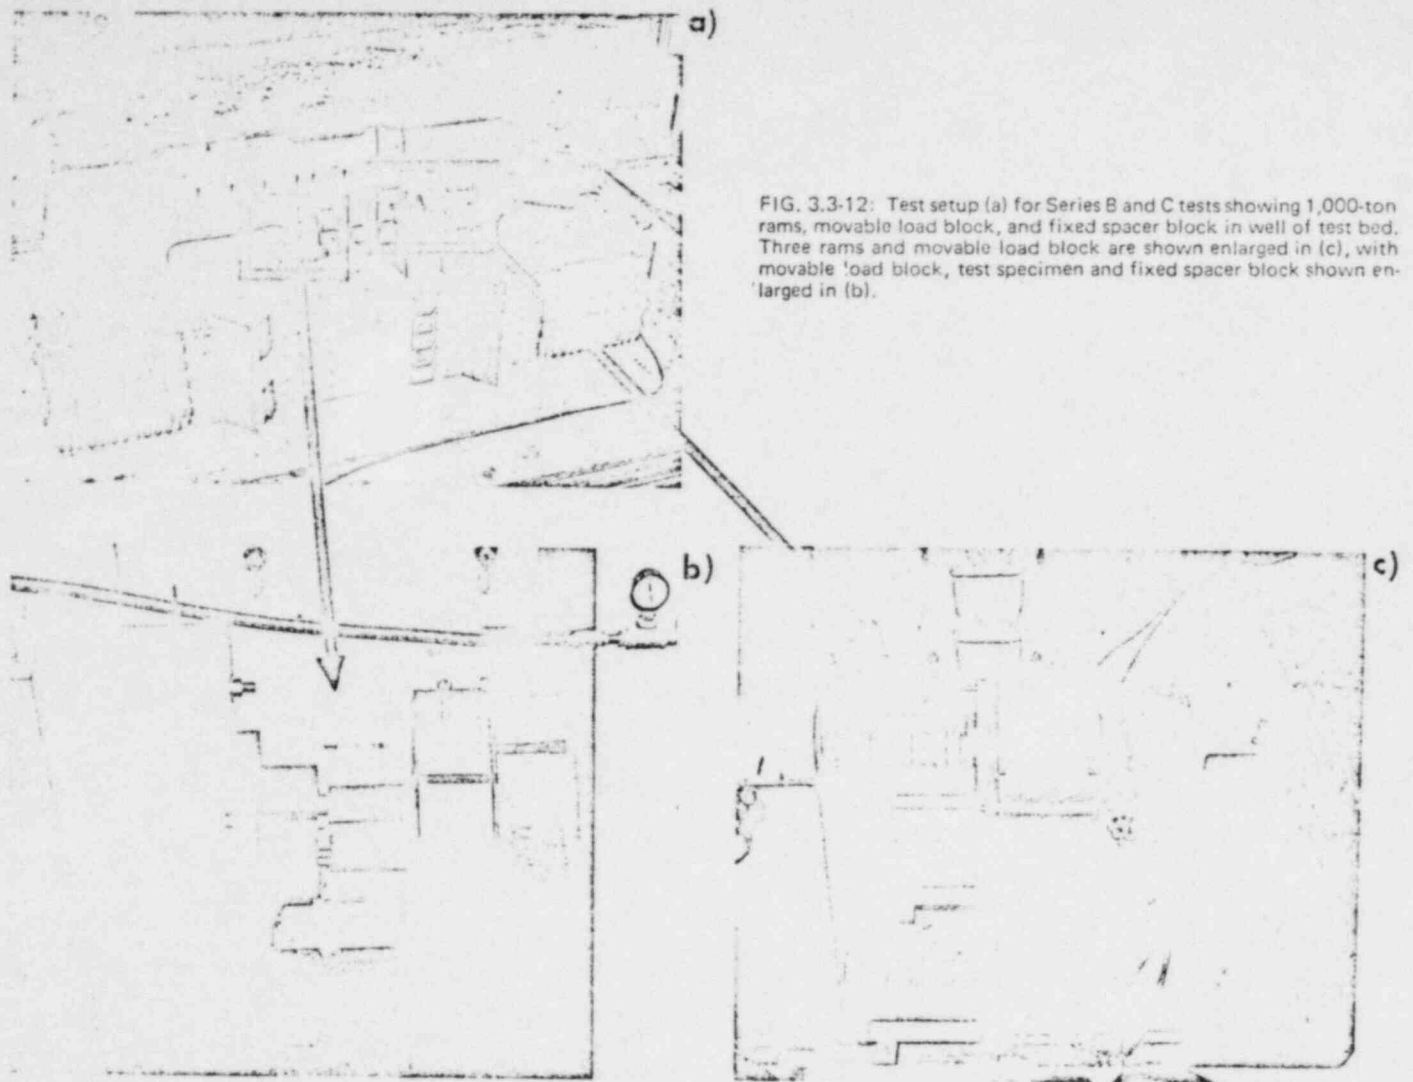 a)
FIG. 3.3-12: Test setup (a) for Series B and C tests showing 1,000-ton
rams, movable load block, and fixed spacer block in well of test bed.
Three rams and movable load block are shown enlarged in (c), with
movable load block, test specimen and fixed spacer block shown en-
larged in (b).
b)
c)